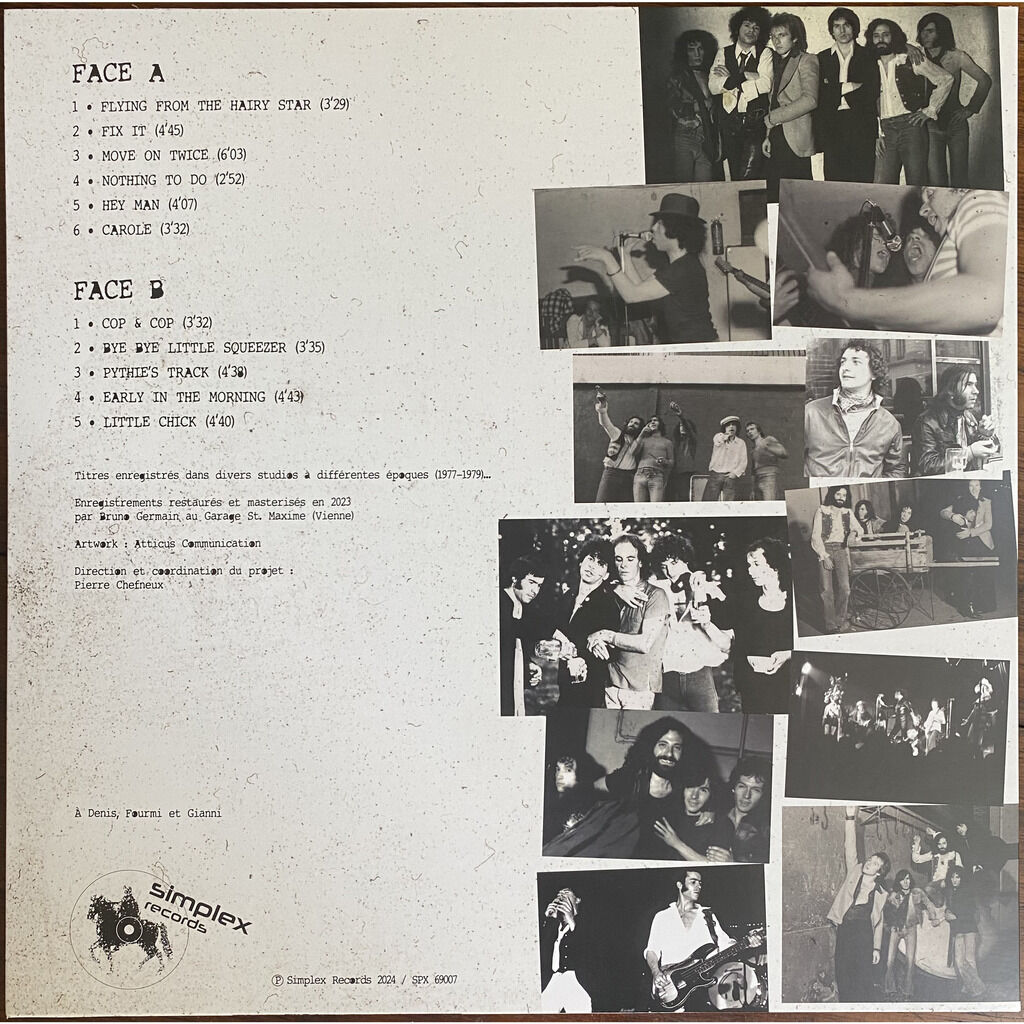 FACE A
1 • FLYING FROM THE HAIRY STAR (3'29)
2 • FIX IT (4'45)
3 • MOVE ON TWICE (6'03)
4 • NOTHING TO DO (2'52)
5 • HEY MAN (4'07)
6 • CAROLE (3'32)
FACE B
1 • COP & COP (3'32)
2 • BYE BYE LITTLE SQUEEZER (3'35)
3 • PYTHIE'S TRACK (4'38)
4 • EARLY IN THE MORNING (4'43)
5 • LITTLE CHICK (4'40)
Titres enregistrés dans divers studios à différentes époques (1977-1979)...
Enregistrements restaurés et masterisés en 2023
par Bruno Germain au Garage St. Maxime (Vienne)
Artwork : Atticus Communication
Direction et coordination du projet :
Pierre Chefneux
À Denis, Fourmi et Gianni
simplex
records
Ⓟ Simplex Records 2024 / SPX 69007